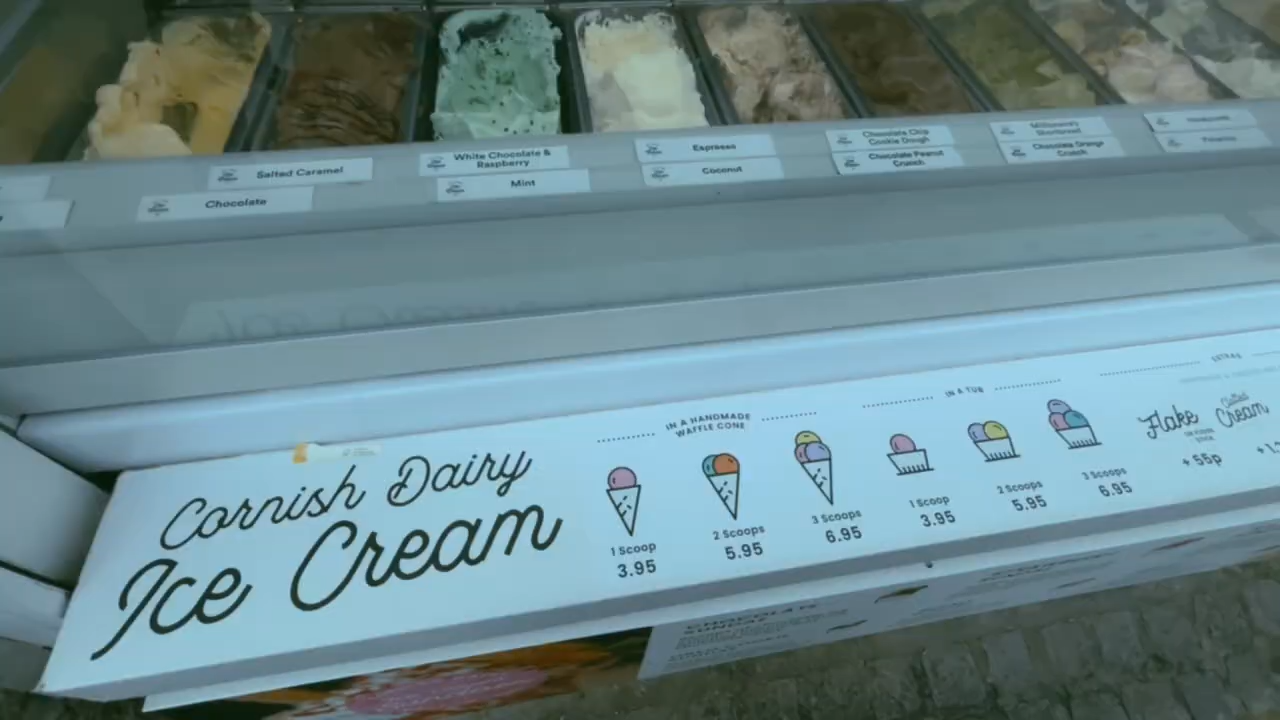 Salted Caramel
Chocolate
White Chocolate &
Raspberry
Mint
Espresso
Coconut
Chocolate Chip
Cookie Dough
Chocolate Peanut
Crunch
Millionaire's
Shortbread
Chocolate Orange
Crunch
Cornish Dairy
Ice Cream
IN A HANDMADE
WAFFLE CONE
1 Scoop
3.95
2 Scoops
5.95
3 Scoops
6.95
IN A TUB
1 Scoop
3.95
2 Scoops
5.95
3 Scoops
6.95
EXTRAS
Flake
+ 55p
Clotted
Cream
CHOCOLATE
SUNDAE